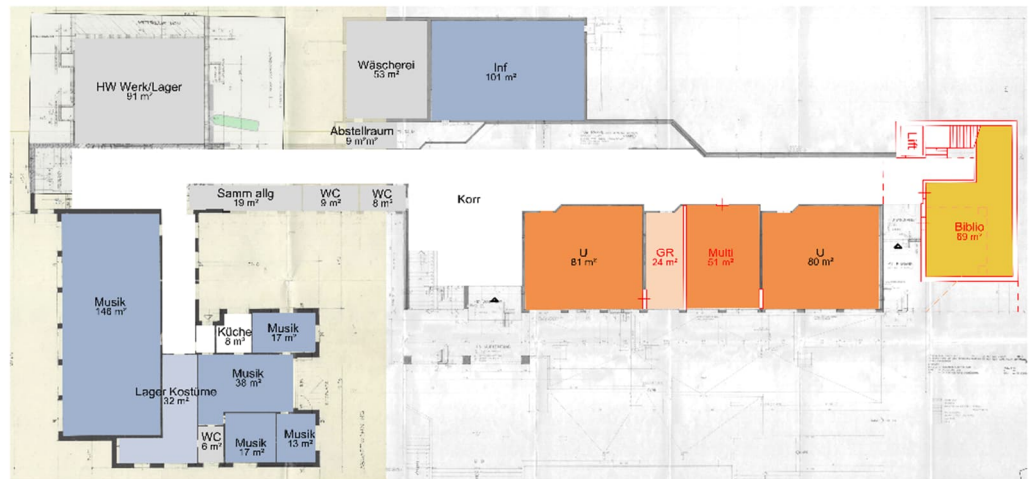 HW Werk/Lager
91 m²
Wäscherei
53 m²
Inf
101 m²
Abstellraum
9 m²m²
Lift
Samm allg
19 m²
WC
9 m²
WC
8 m²
Korr
Biblio
69 m²
U
81 m²
GR
24 m²
Multi
51 m²
U
80 m²
Musik
146 m²
Küche
8 m²
Musik
17 m²
Musik
38 m²
Lager Kostüme
32 m²
WC
6 m²
Musik
17 m²
Musik
13 m²